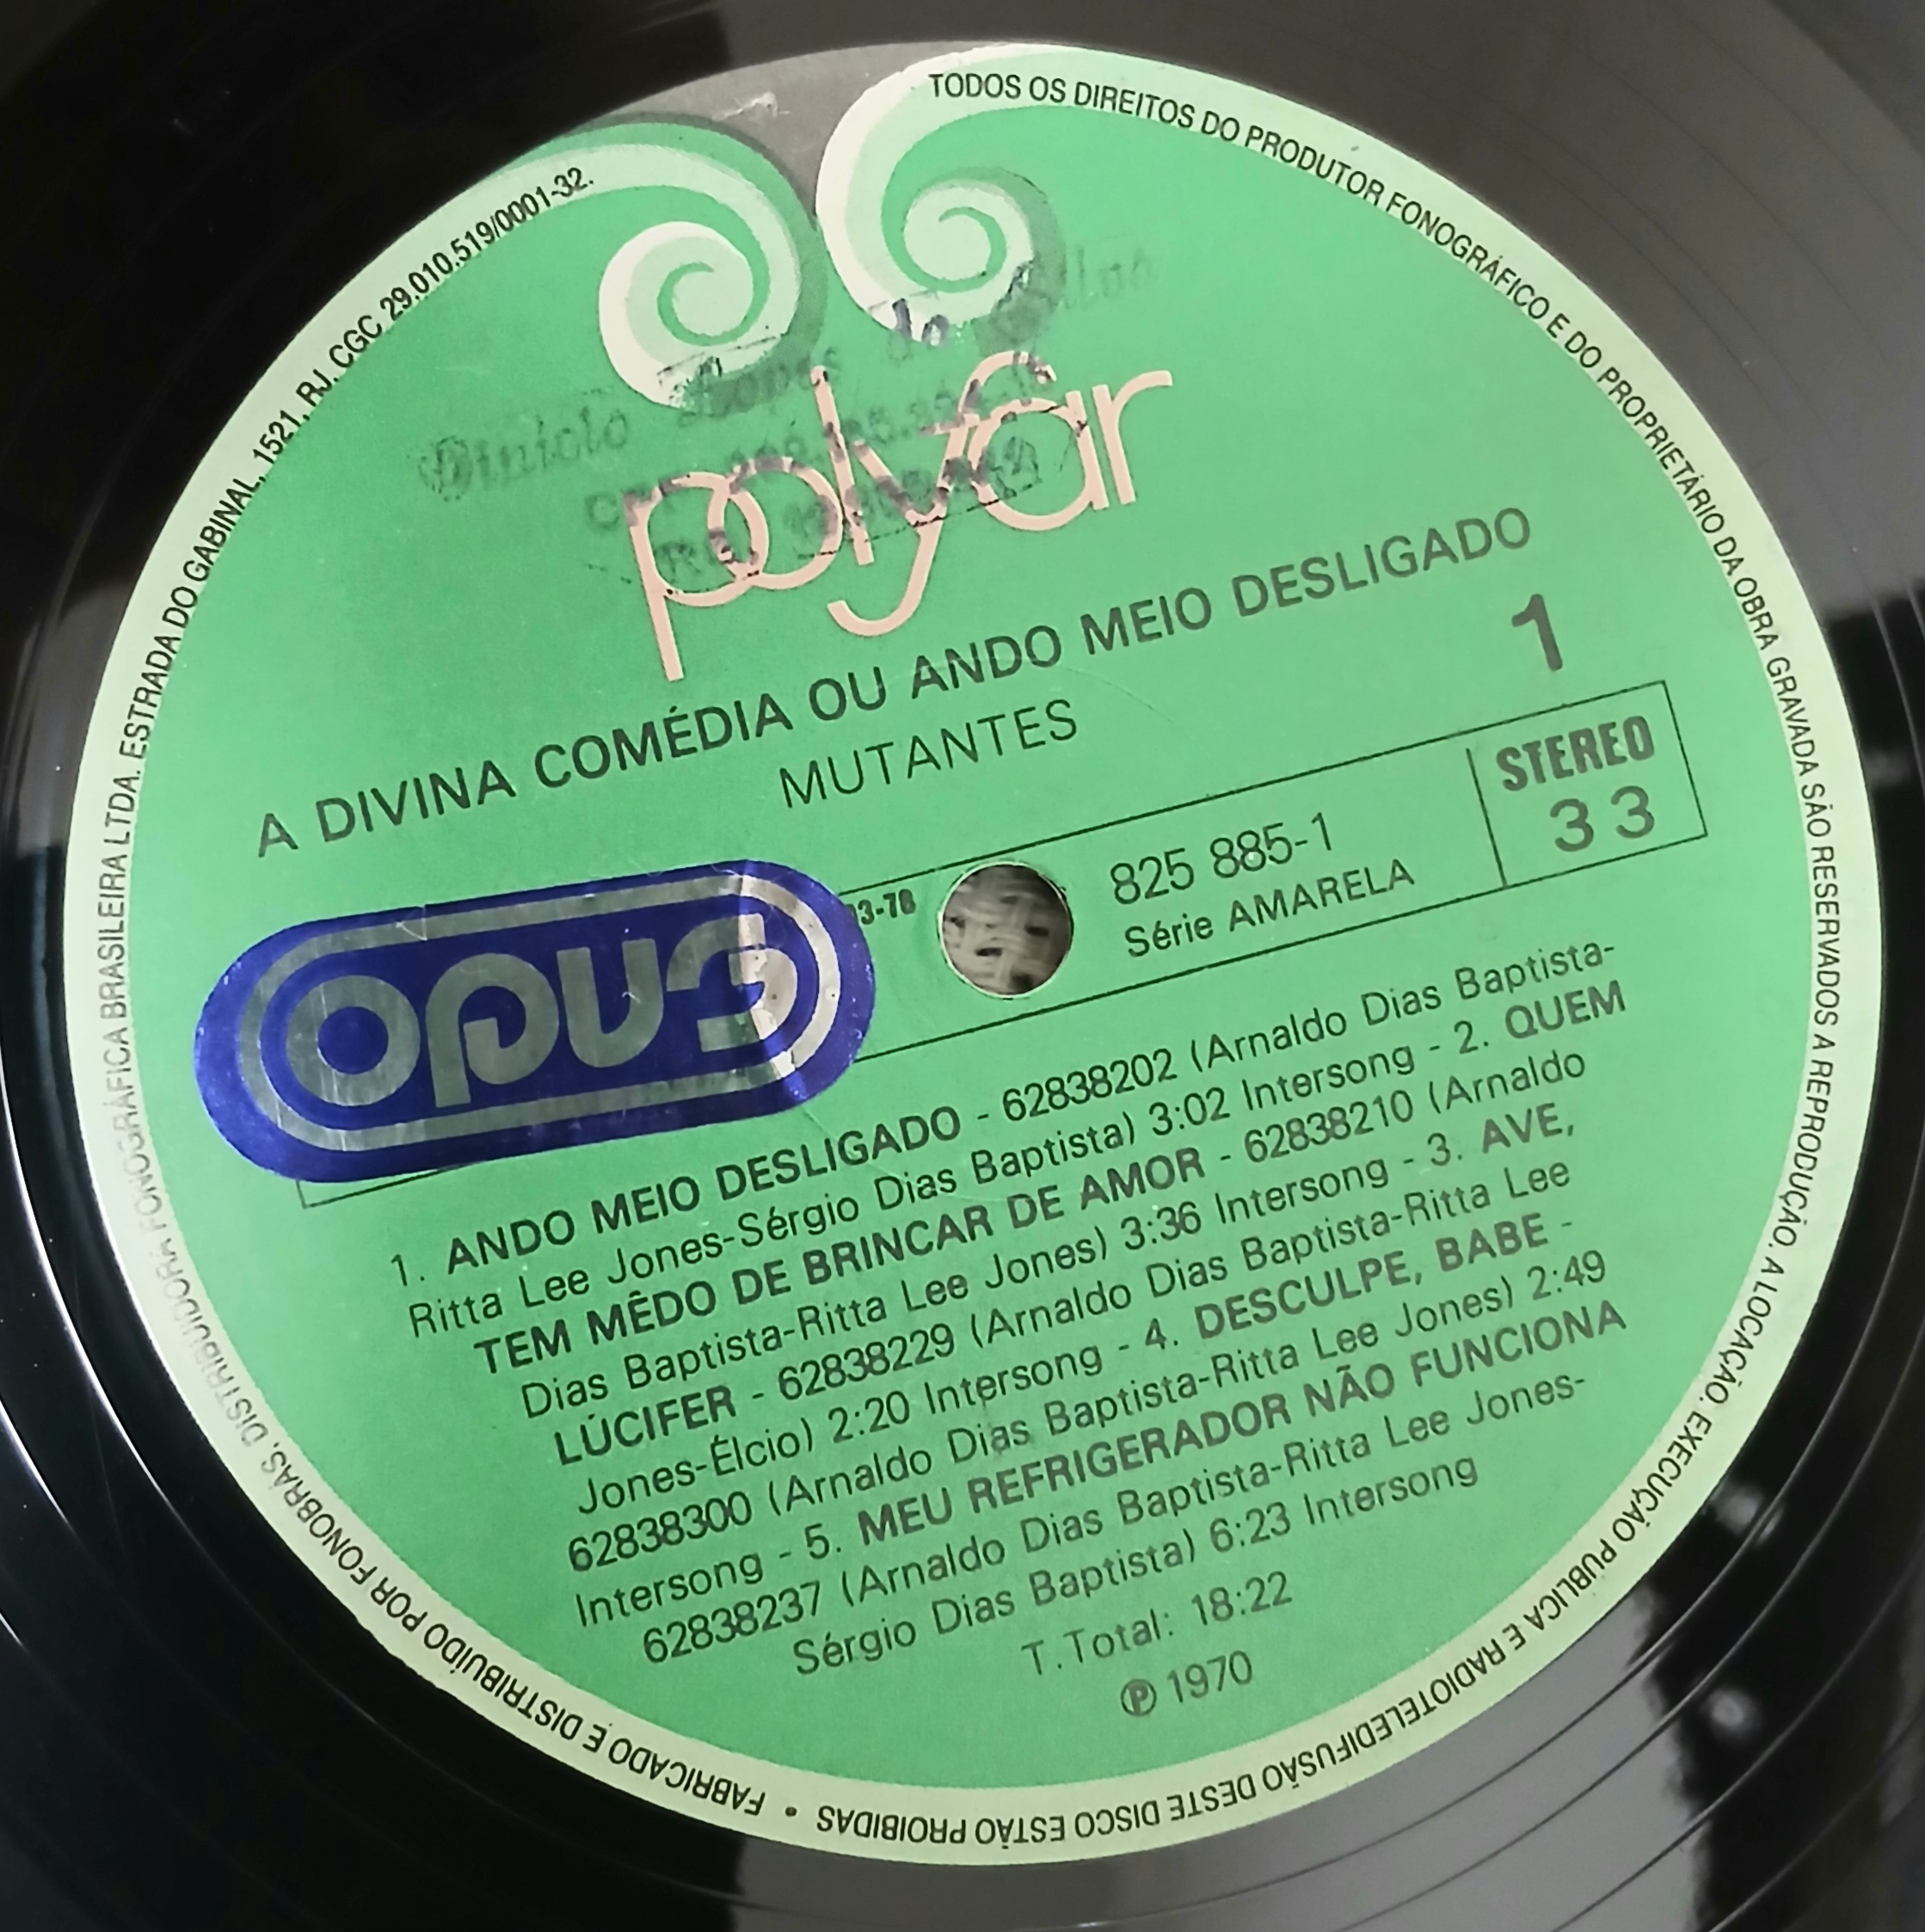 TODOS OS DIREITOS DO PRODUTOR FONOGRÁFICO E DO PROPRIETÁRIO DA OBRA GRAVADA SÃO RESERVADOS A REPRODUÇÃO. A LOCAÇÃO. EXECUÇÃO PÚBLICA E RADIOTELEDIFUSÃO DESTE DISCO ESTÃO PROIBIDAS • FABRICADO E DISTRIBUÍDO POR FONOBRÁS, DISTRIBUIDORA FONOGRÁFICA BRASILEIRA LTDA. ESTRADA DO GABINAL, 1521, RJ. CGC 29.010.519/0001-32.
polyfar
A DIVINA COMÉDIA OU ANDO MEIO DESLIGADO
MUTANTES
1
STEREO
33
825 885-1
Série AMARELA
opus
1. ANDO MEIO DESLIGADO - 62838202 (Arnaldo Dias Baptista-
Ritta Lee Jones-Sérgio Dias Baptista) 3:02 Intersong - 2. QUEM
TEM MÊDO DE BRINCAR DE AMOR - 62838210 (Arnaldo
Dias Baptista-Ritta Lee Jones) 3:36 Intersong - 3. AVE,
LÚCIFER - 62838229 (Arnaldo Dias Baptista-Ritta Lee
Jones-Élcio) 2:20 Intersong - 4. DESCULPE, BABE -
62838300 (Arnaldo Dias Baptista-Ritta Lee Jones) 2:49
Intersong - 5. MEU REFRIGERADOR NÃO FUNCIONA
62838237 (Arnaldo Dias Baptista-Ritta Lee Jones-
Sérgio Dias Baptista) 6:23 Intersong
T.Total: 18:22
℗ 1970